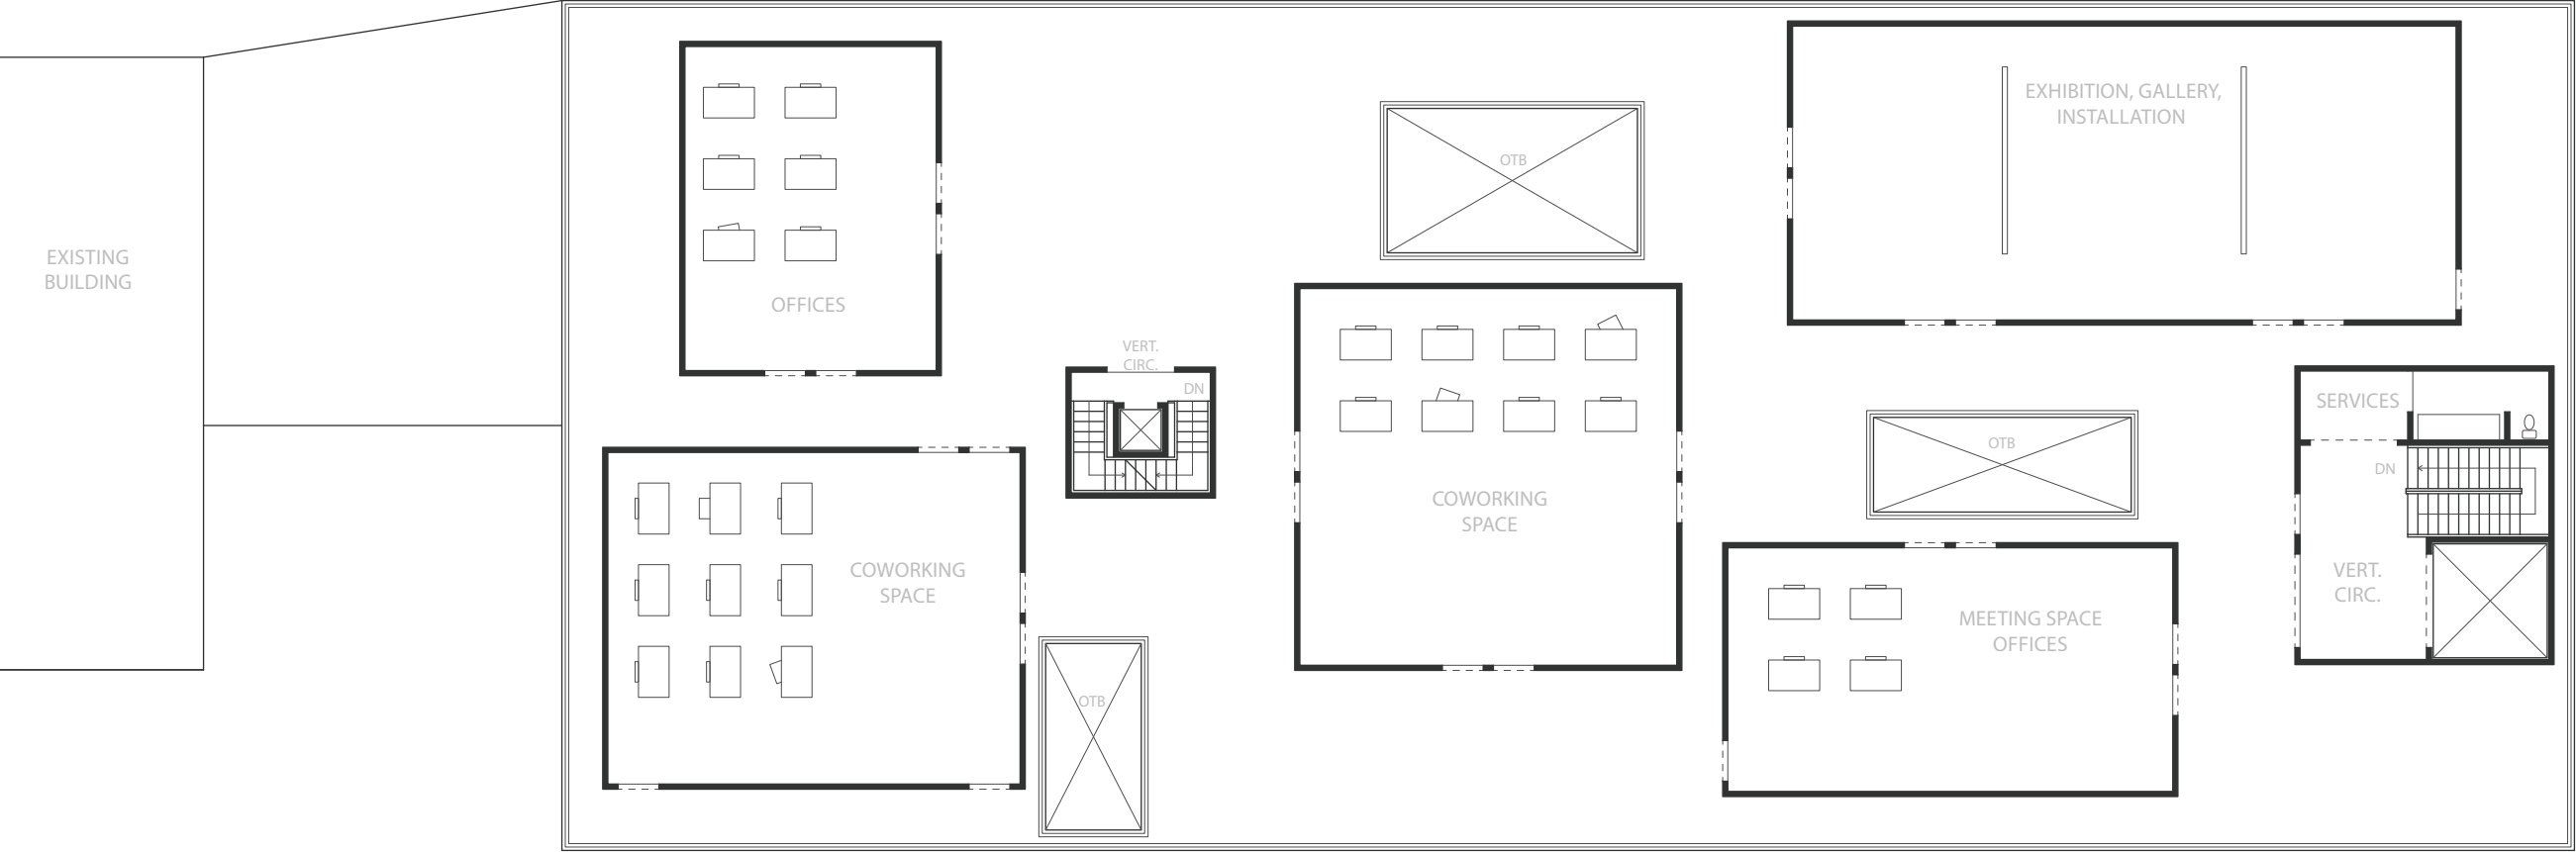 EXISTING
BUILDING
OFFICES
COWORKING
SPACE
VERT.
CIRC.
DN
OTB
OTB
COWORKING
SPACE
EXHIBITION, GALLERY,
INSTALLATION
OTB
MEETING SPACE
OFFICES
SERVICES
DN
VERT.
CIRC.